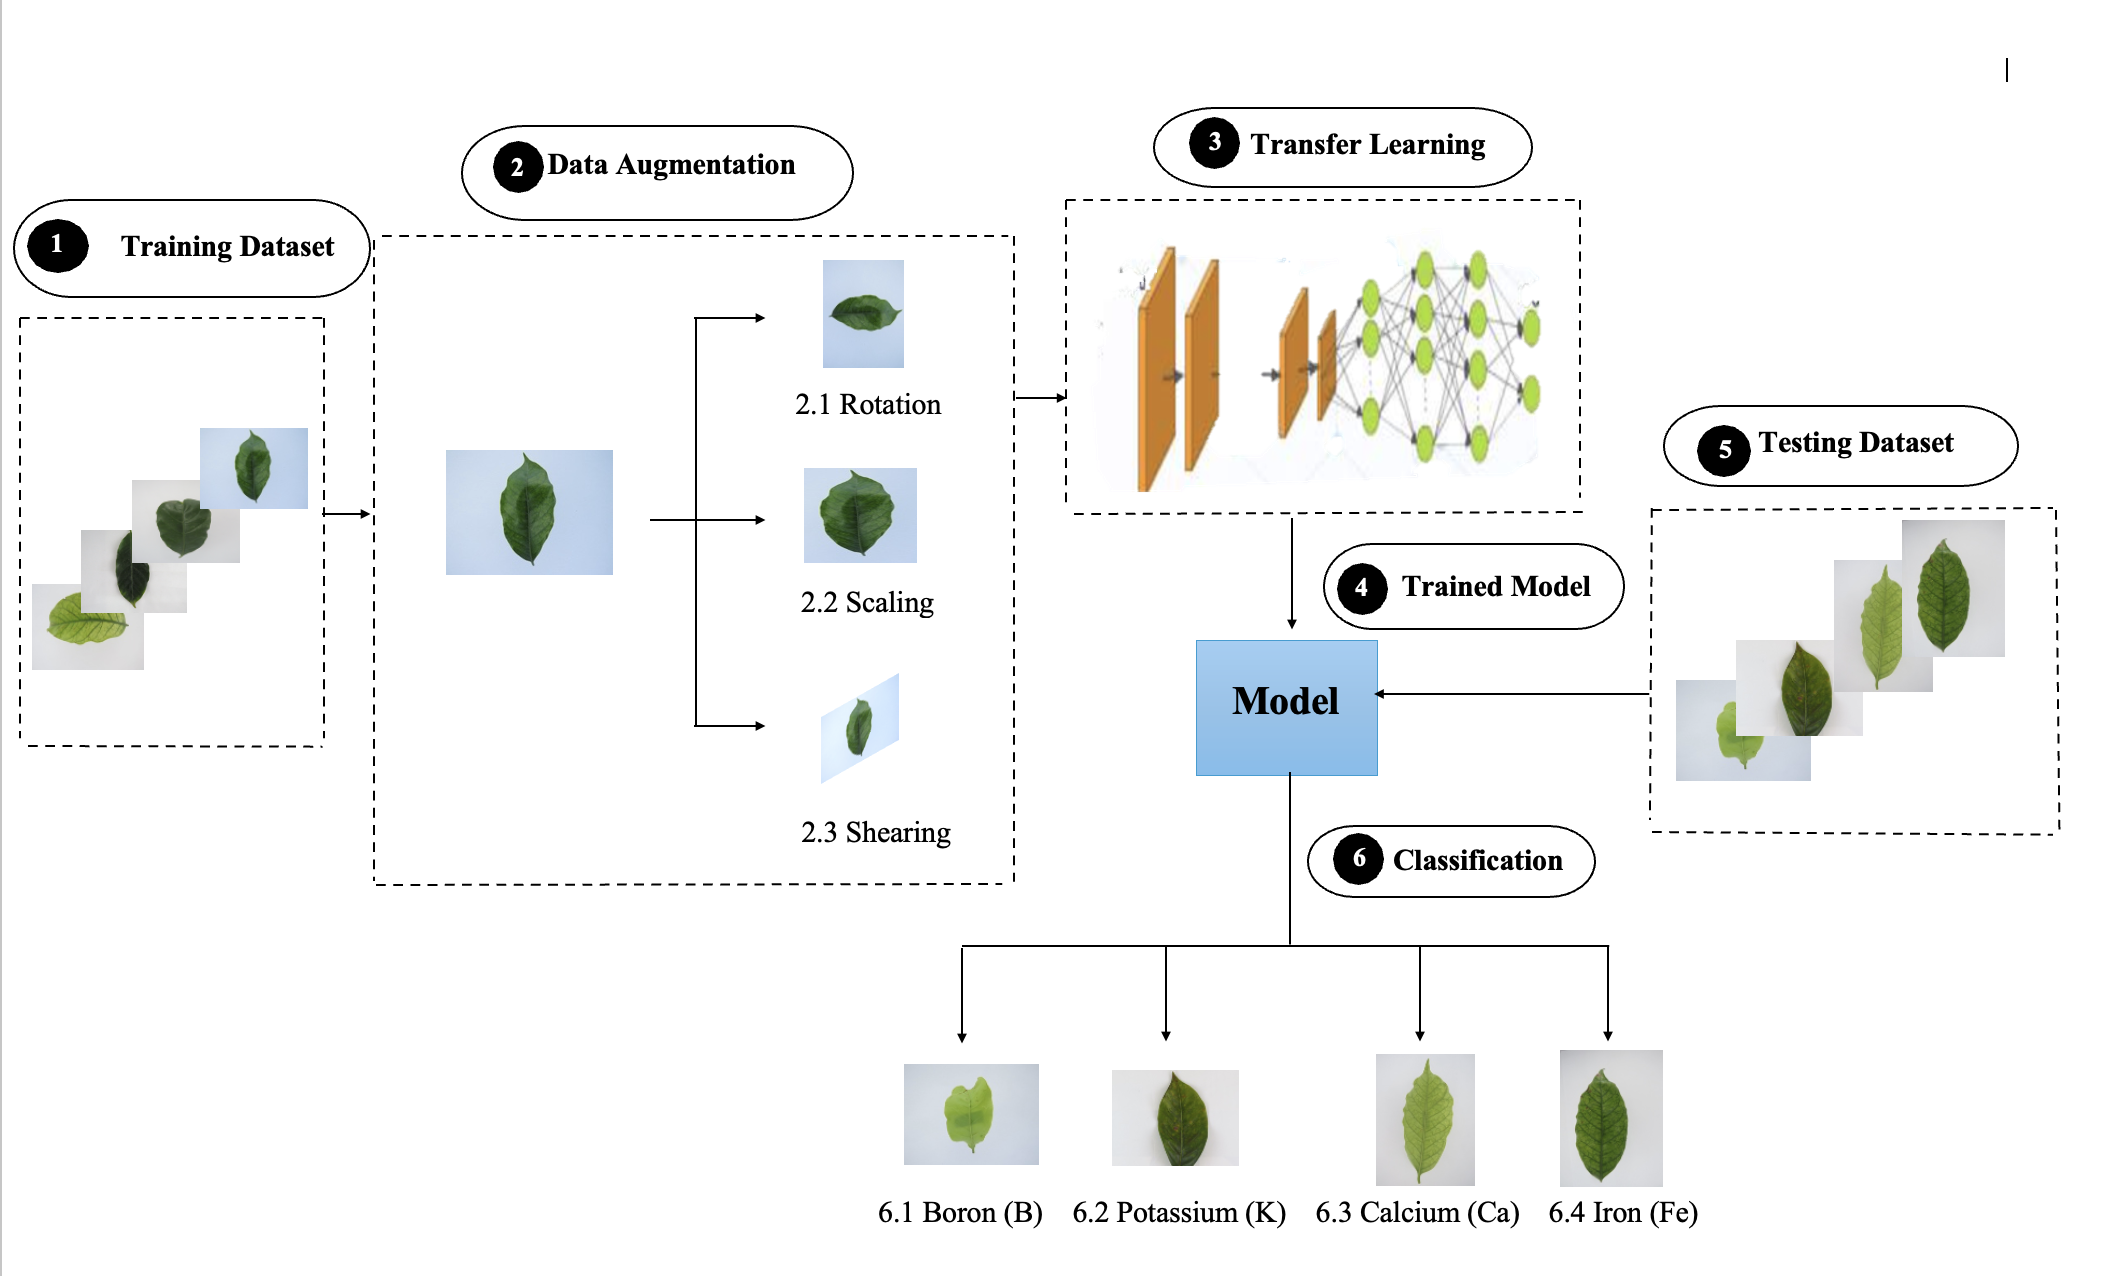 1 Training Dataset
2 Data Augmentation
2.1 Rotation
2.2 Scaling
2.3 Shearing
3 Transfer Learning
4 Trained Model
Model
5 Testing Dataset
6 Classification
6.1 Boron (B)
6.2 Potassium (K)
6.3 Calcium (Ca)
6.4 Iron (Fe)